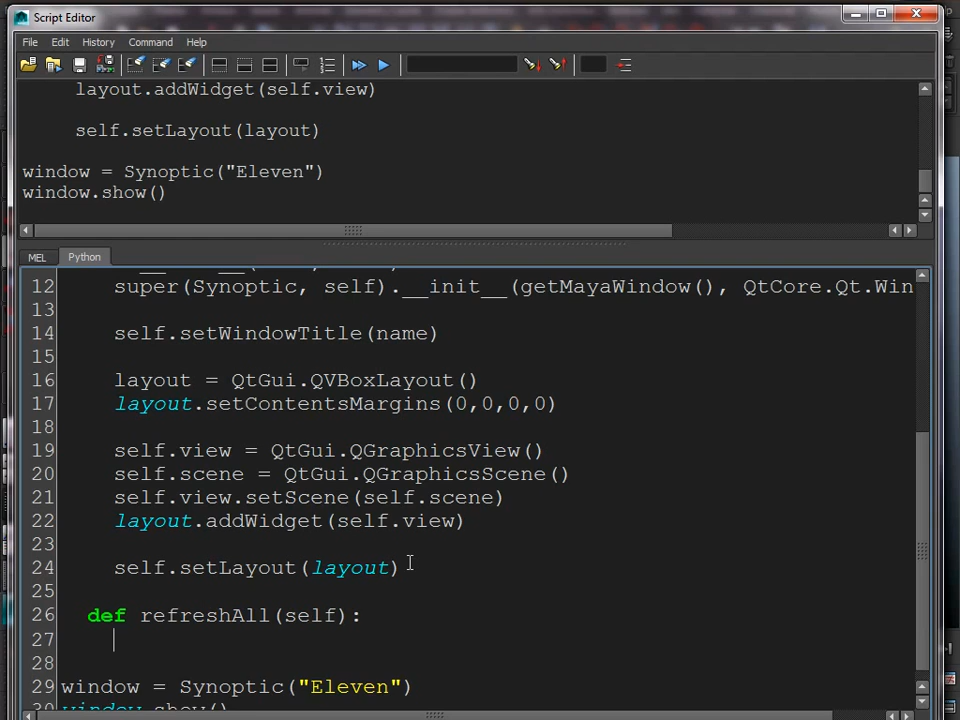 Script Editor
File Edit History Command Help
layout.addWidget(self.view)
self.setLayout(layout)
window = Synoptic("Eleven")
window.show()
MEL Python
12 super(Synoptic, self).__init__(getMayaWindow(), QtCore.Qt.Win
13
14 self.setWindowTitle(name)
15
16 layout = QtGui.QVBoxLayout()
17 layout.setContentsMargins(0,0,0,0)
18
19 self.view = QtGui.QGraphicsView()
20 self.scene = QtGui.QGraphicsScene()
21 self.view.setScene(self.scene)
22 layout.addWidget(self.view)
23
24 self.setLayout(layout)
25
26 def refreshAll(self):
27
28
29 window = Synoptic("Eleven")
30 window.show()